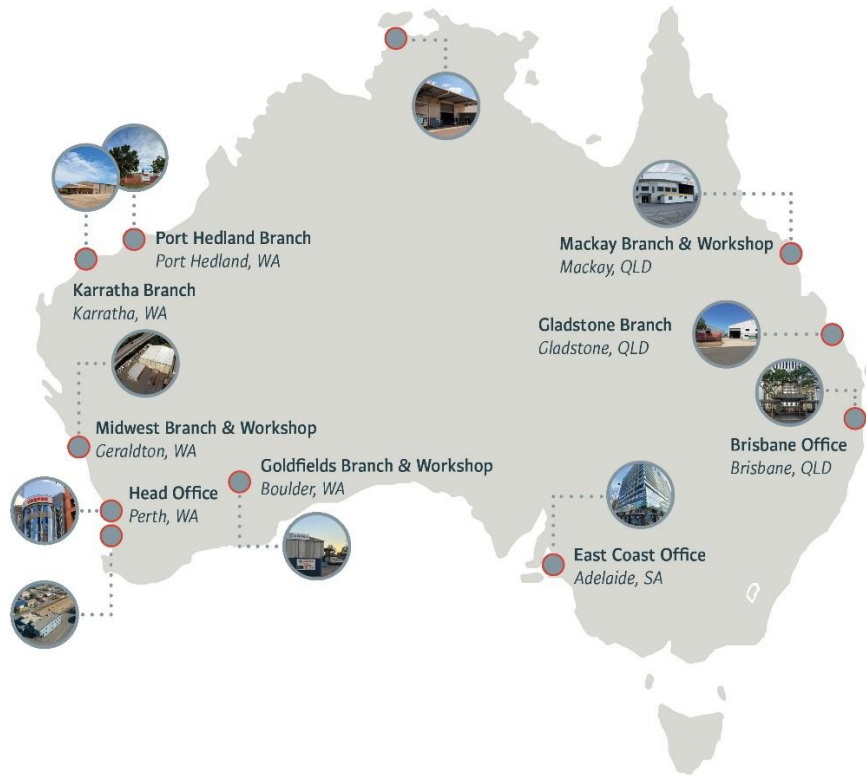 Port Hedland Branch
Port Hedland, WA
Karratha Branch
Karratha, WA
Mackay Branch & Workshop
Mackay, QLD
Gladstone Branch
Gladstone, QLD
Midwest Branch & Workshop
Geraldton, WA
Brisbane Office
Brisbane, QLD
Goldfields Branch & Workshop
Boulder, WA
Head Office
Perth, WA
East Coast Office
Adelaide, SA